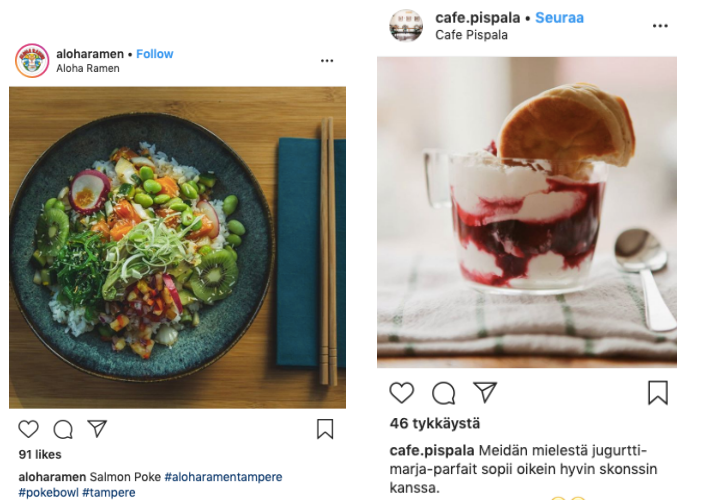 aloharamen • Follow
Aloha Ramen
91 likes
aloharamen Salmon Poke #aloharamentampere
#pokebowl #tampere
cafe.pispala • Seuraa
Cafe Pispala
46 tykkäystä
cafe.pispala Meidän mielestä jugurtti-
marja-parfait sopii oikein hyvin skonssin
kanssa.